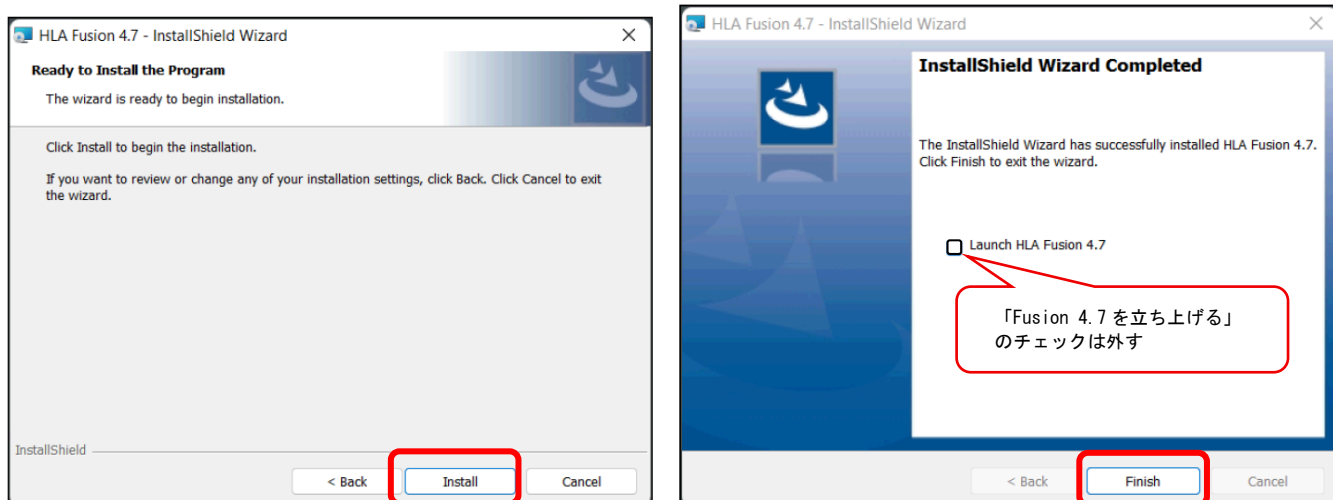 HLA Fusion 4.7 - InstallShield Wizard
Ready to Install the Program
The wizard is ready to begin installation.
Click Install to begin the installation.
If you want to review or change any of your installation settings, click Back. Click Cancel to exit
the wizard.
InstallShield
< Back Install Cancel
HLA Fusion 4.7 - InstallShield Wizard
InstallShield Wizard Completed
The InstallShield Wizard has successfully installed HLA Fusion 4.7.
Click Finish to exit the wizard.
Launch HLA Fusion 4.7
「Fusion 4.7を立ち上げる」
のチェックは外す
< Back Finish Cancel